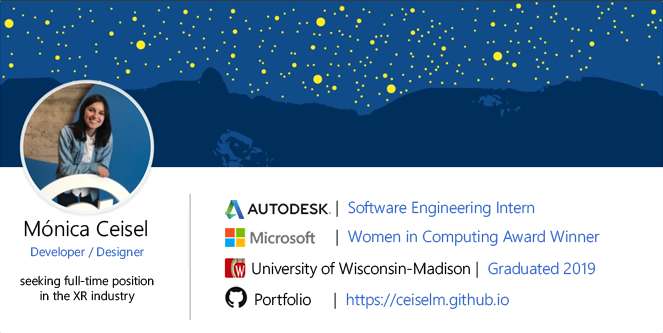 Mónica Ceisel
Developer / Designer
seeking full-time position
in the XR industry
AUTODESK. | Software Engineering Intern
Microsoft | Women in Computing Award Winner
W University of Wisconsin-Madison | Graduated 2019
Portfolio | https://ceiselm.github.io